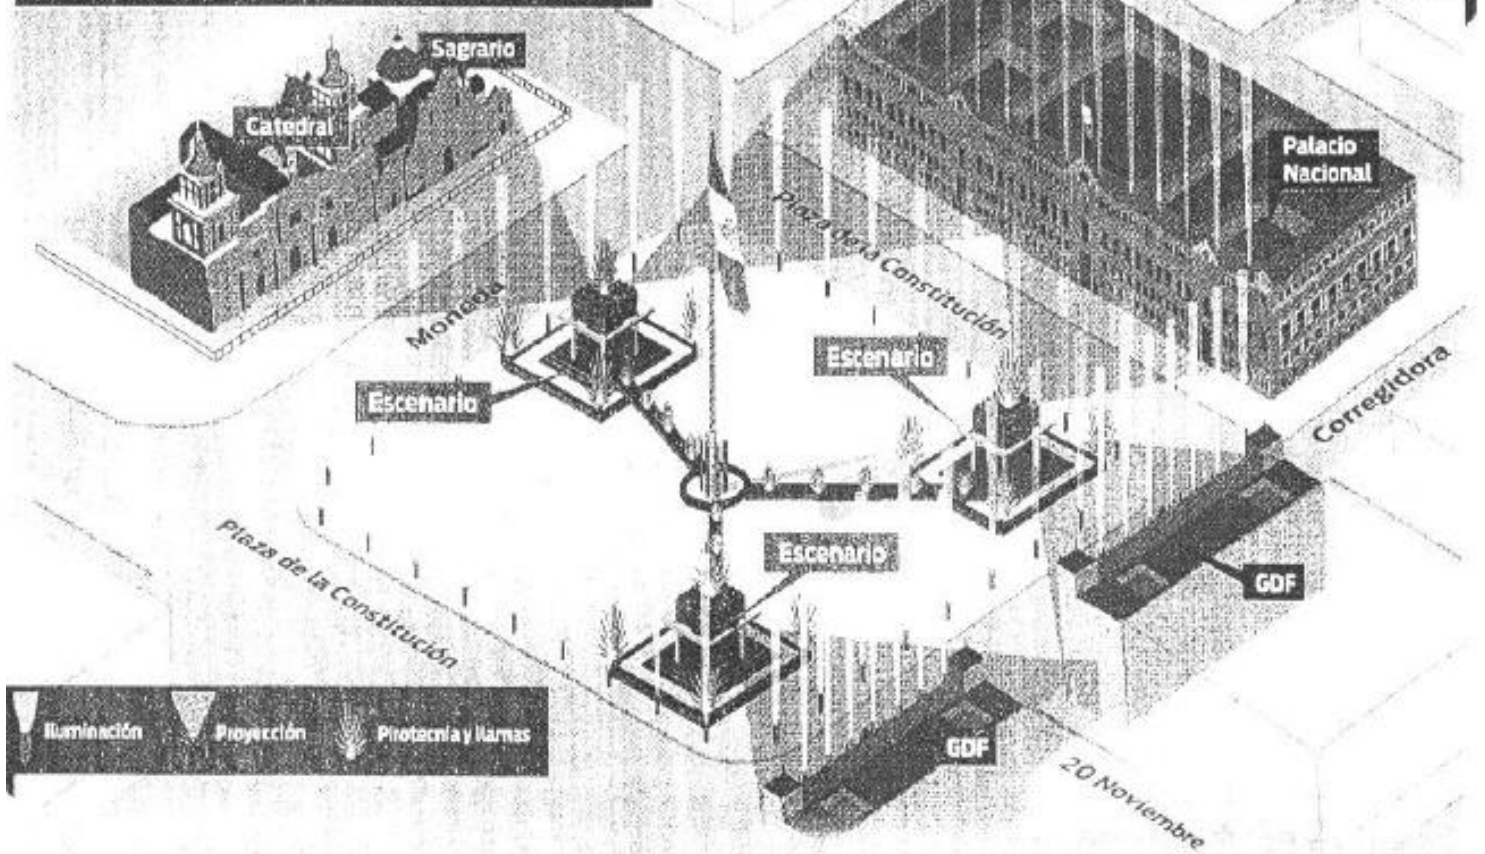 Sagrario
Catedral
Palacio
Nacional
Plaza de la Constitución
Moneda
Escenario
Escenario
Corregidora
Escenario
Plaza de la Constitución
GDF
Iluminación
Proyección
Pirotecnia y llamas
GDF
20 Noviembre